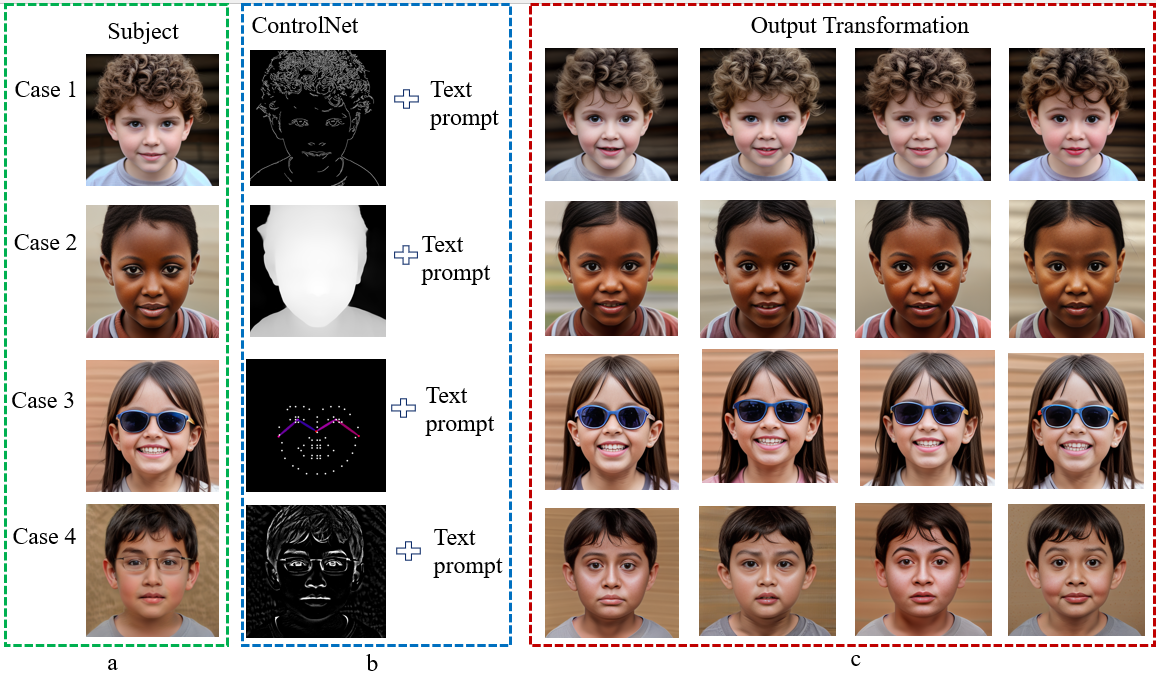 Subject
ControlNet
Output Transformation
Case 1
Text
prompt
Case 2
Text
prompt
Case 3
Text
prompt
Case 4
Text
prompt
a
b
c